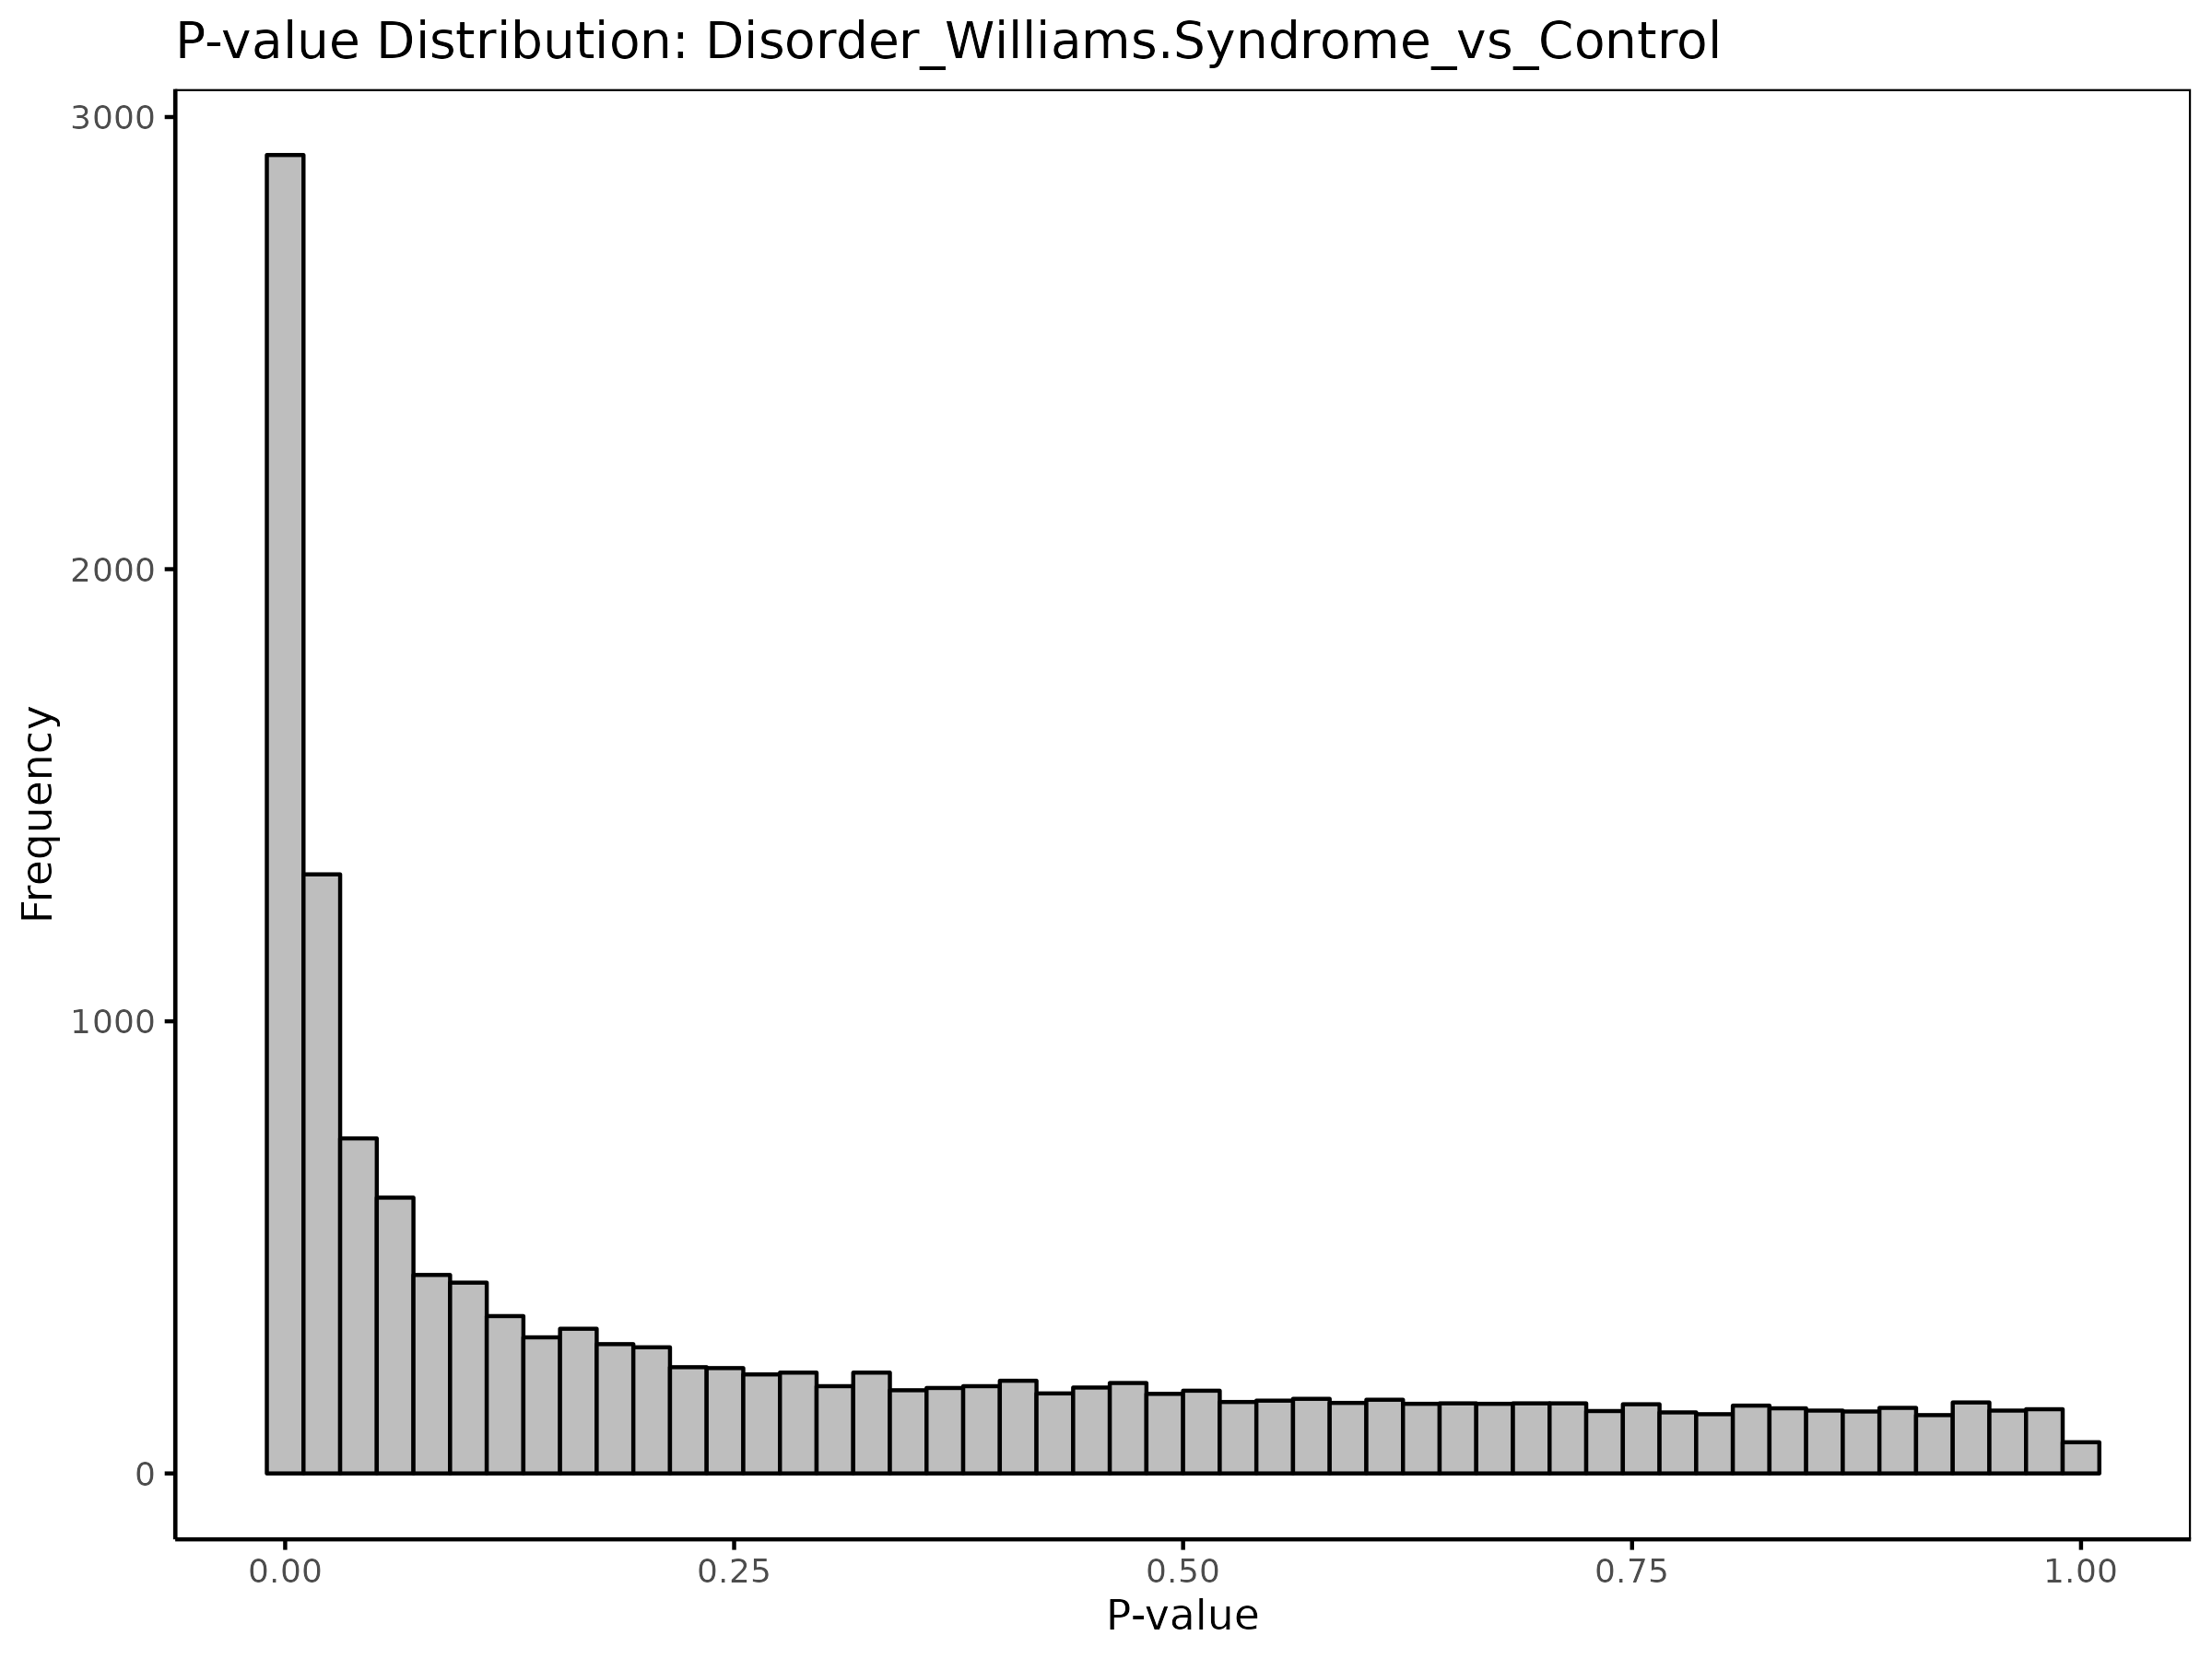 P-value Distribution: Disorder_Williams.Syndrome_vs_Control
3000
2000
1000
0
Frequency
0.00 0.25 0.50 0.75 1.00
P-value